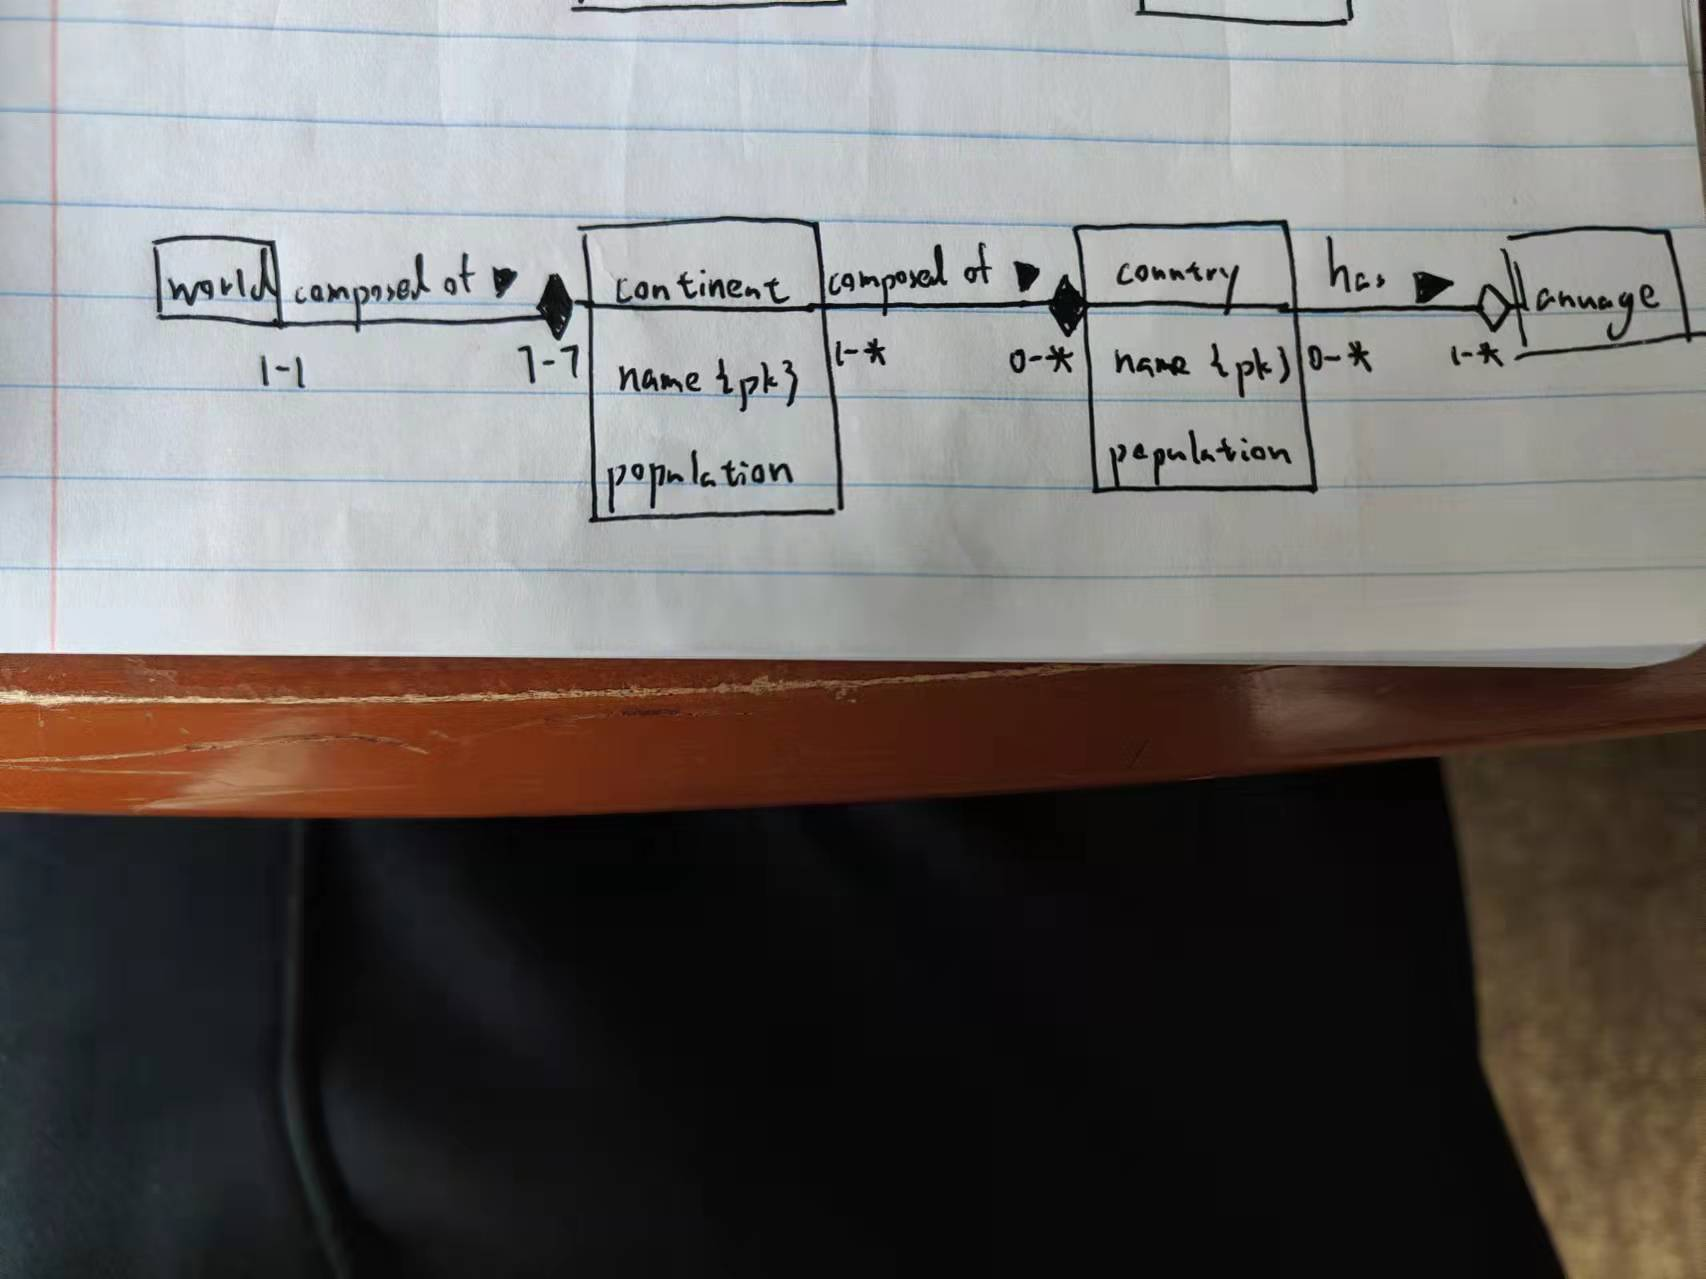 world composed of continent composed of country has lanuage
1-1 7-7 name {pk} 1-* 0-* name {pk} 0-* 1-*
population population